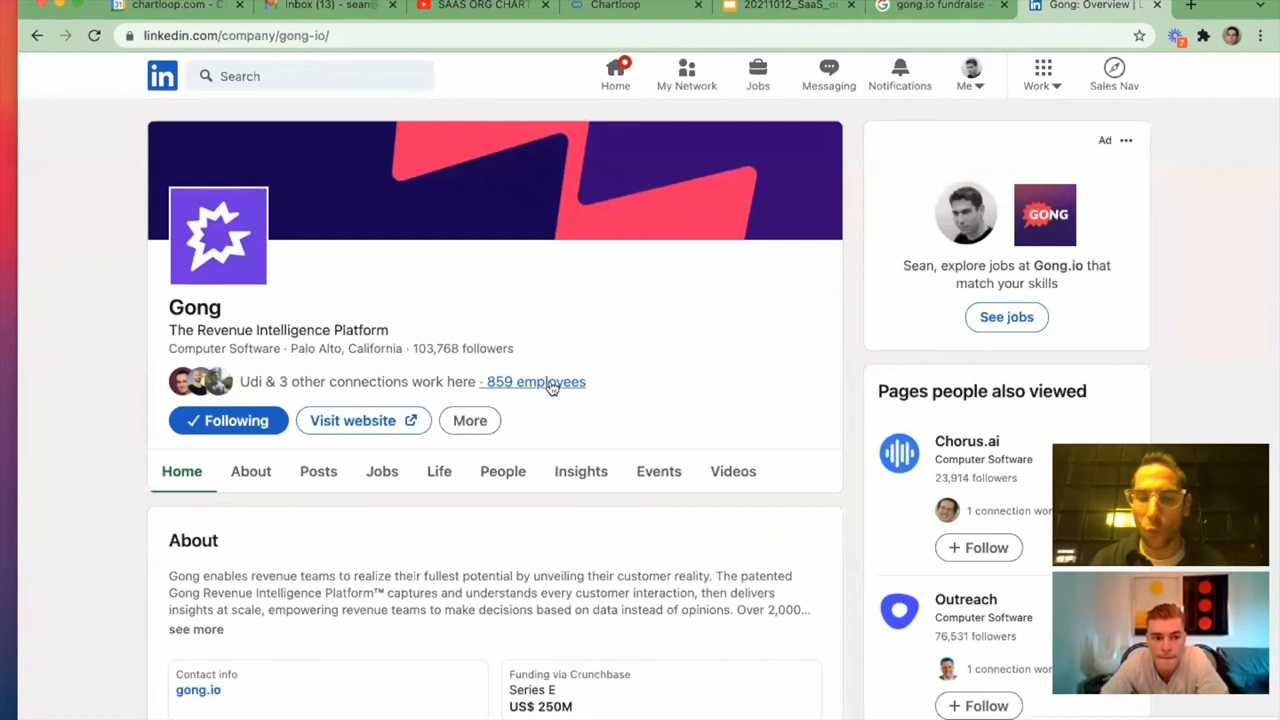 chartloop.com - C
Inbox (13) - sean@
SAAS ORG CHART
Chartloop
20211012_SaaS_o
gong.io fundraise -
Gong: Overview | L
linkedin.com/company/gong-io/
7
in
Search
Home
My Network
Jobs
Messaging
Notifications
Me
Work
Sales Nav
Ad
GONG
Sean, explore jobs at Gong.io that
match your skills
See jobs
Gong
The Revenue Intelligence Platform
Computer Software · Palo Alto, California · 103,768 followers
Udi & 3 other connections work here · 859 employees
✓ Following
Visit website
More
Home
About
Posts
Jobs
Life
People
Insights
Events
Videos
Pages people also viewed
Chorus.ai
Computer Software
23,914 followers
1 connection wor
+ Follow
Outreach
Computer Software
76,531 followers
1 connection wor
+ Follow
About
Gong enables revenue teams to realize their fullest potential by unveiling their customer reality. The patented
Gong Revenue Intelligence Platform™ captures and understands every customer interaction, then delivers
insights at scale, empowering revenue teams to make decisions based on data instead of opinions. Over 2,000...
see more
Contact info
gong.io
Funding via Crunchbase
Series E
US$ 250M